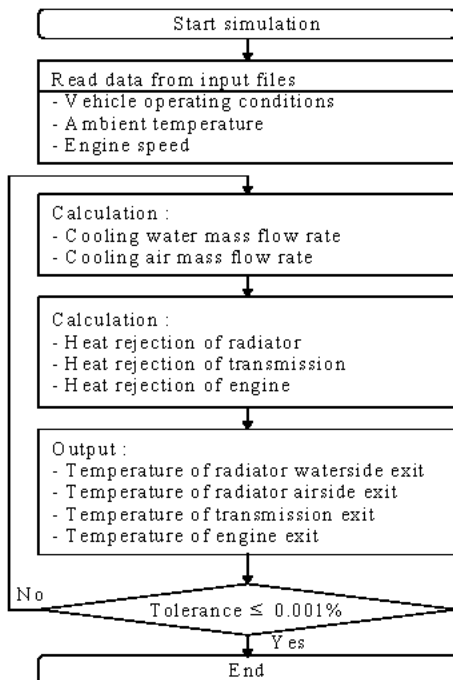 Start simulation
Read data from input files
- Vehicle operating conditions
- Ambient temperature
- Engine speed
Calculation :
- Cooling water mass flow rate
- Cooling air mass flow rate
Calculation :
- Heat rejection of radiator
- Heat rejection of transmission
- Heat rejection of engine
Output :
- Temperature of radiator waterside exit
- Temperature of radiator airside exit
- Temperature of transmission exit
- Temperature of engine exit
No
Tolerance ≤ 0.001%
Yes
End